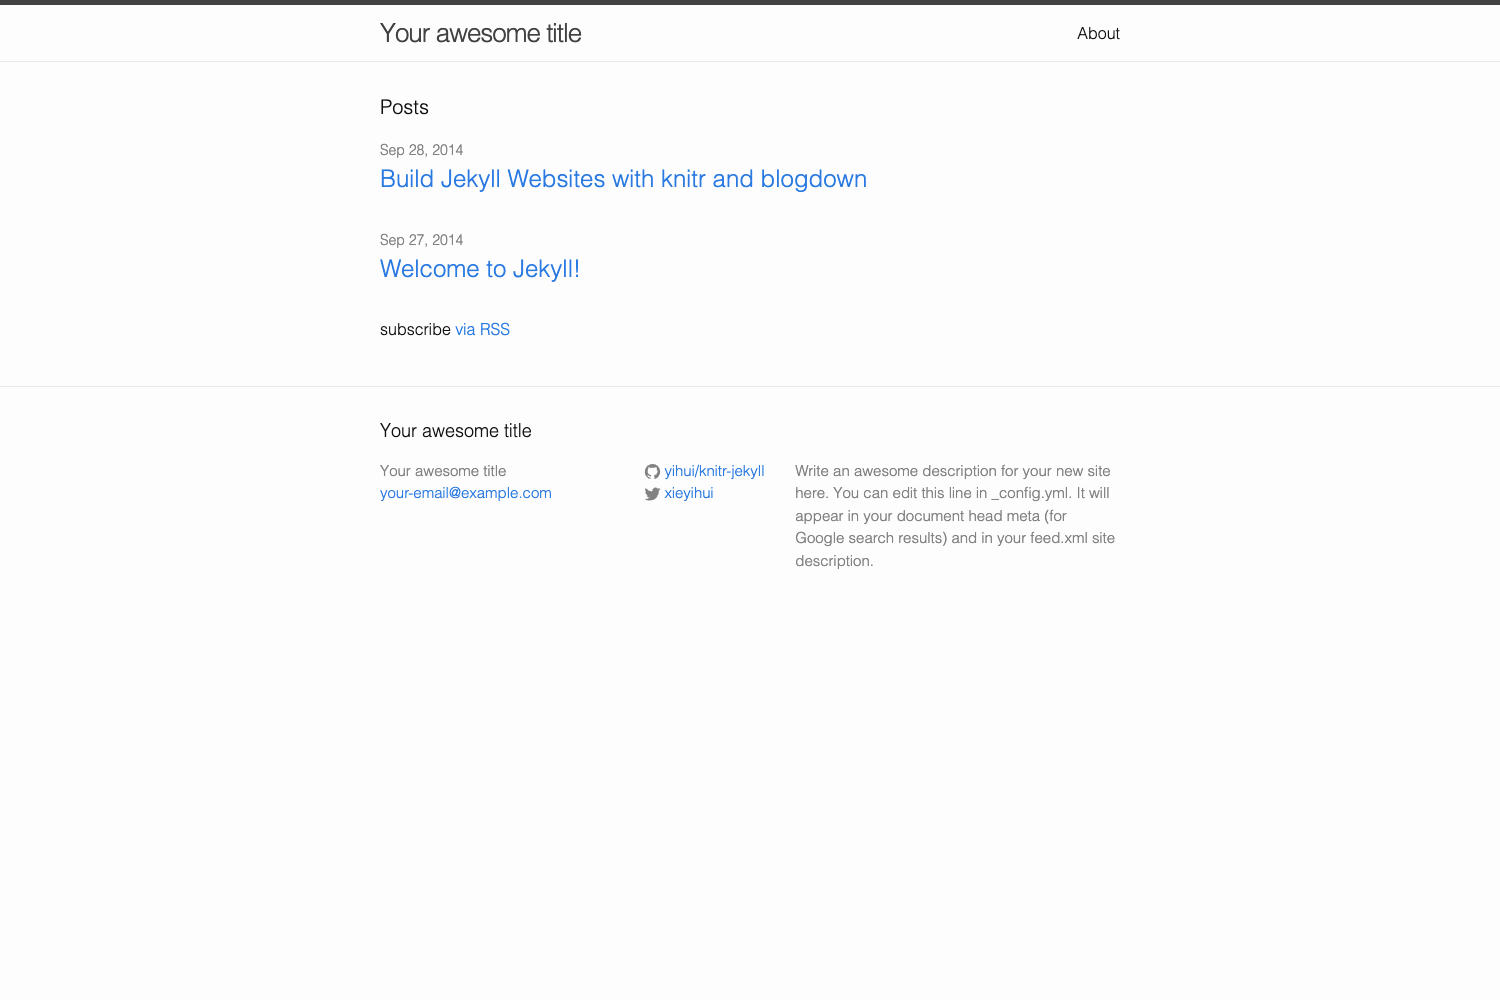 Your awesome title
About
Posts
Sep 28, 2014
Build Jekyll Websites with knitr and blogdown
Sep 27, 2014
Welcome to Jekyll!
subscribe via RSS
Your awesome title
Your awesome title
your-email@example.com
yihui/knitr-jekyll
xieyihui
Write an awesome description for your new site
here. You can edit this line in _config.yml. It will
appear in your document head meta (for
Google search results) and in your feed.xml site
description.